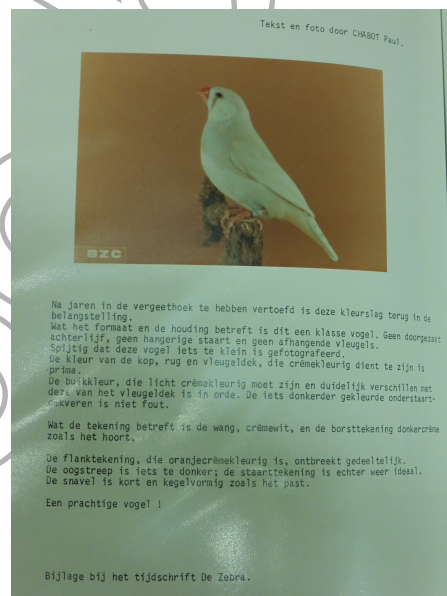 Tekst en foto door CHABOT Paul.
BZC
Na jaren in de vergeethoek te hebben vertoefd is deze kleurslag terug in de
belangstelling.
Wat het formaat en de houding betreft is dit een klasse vogel. Geen doorgezakt
achterlijf, geen hangerige staart en geen afhangende vleugels.
Spijtig dat deze vogel iets te klein is gefotografeerd.
De kleur van de kop, rug en vleugeldek, die crèmekleurig dient te zijn is
prima.
De buikkleur, die licht crèmekleurig moet zijn en duidelijk verschillen met
deze van het vleugeldek is in orde. De iets donkerder gekleurde onderstaart-
dekveren is niet fout.
Wat de tekening betreft is de wang, crèmewit, en de borsttekening donkercrème
zoals het hoort.
De flanktekening, die oranjecrèmekleurig is, ontbreekt gedeeltelijk.
De oogstreep is iets te donker; de staarttekening is echter weer ideaal.
De snavel is kort en kegelvormig zoals het past.
Een prachtige vogel !
Bijlage bij het tijdschrift De Zebra.